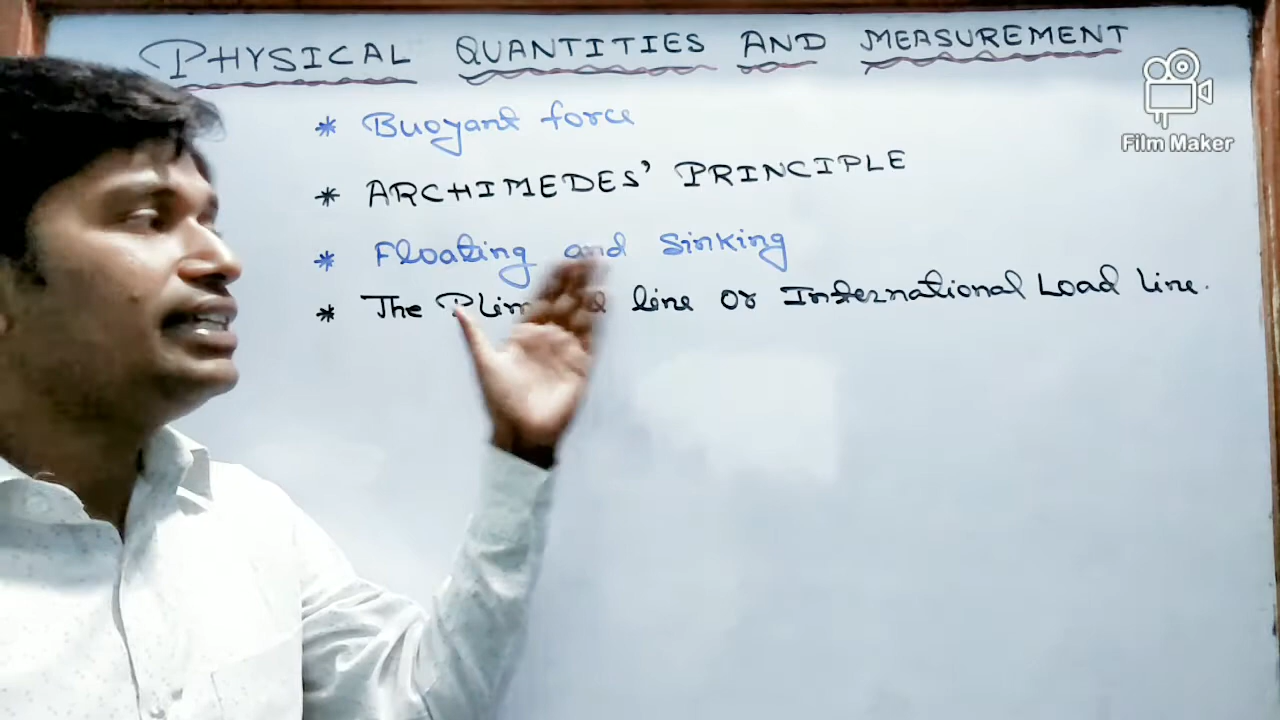 PHYSICAL QUANTITIES AND MEASUREMENT
* Buoyant force
* ARCHIMEDES' PRINCIPLE
* Floating and Sinking
* The line or International Load line.
Film Maker